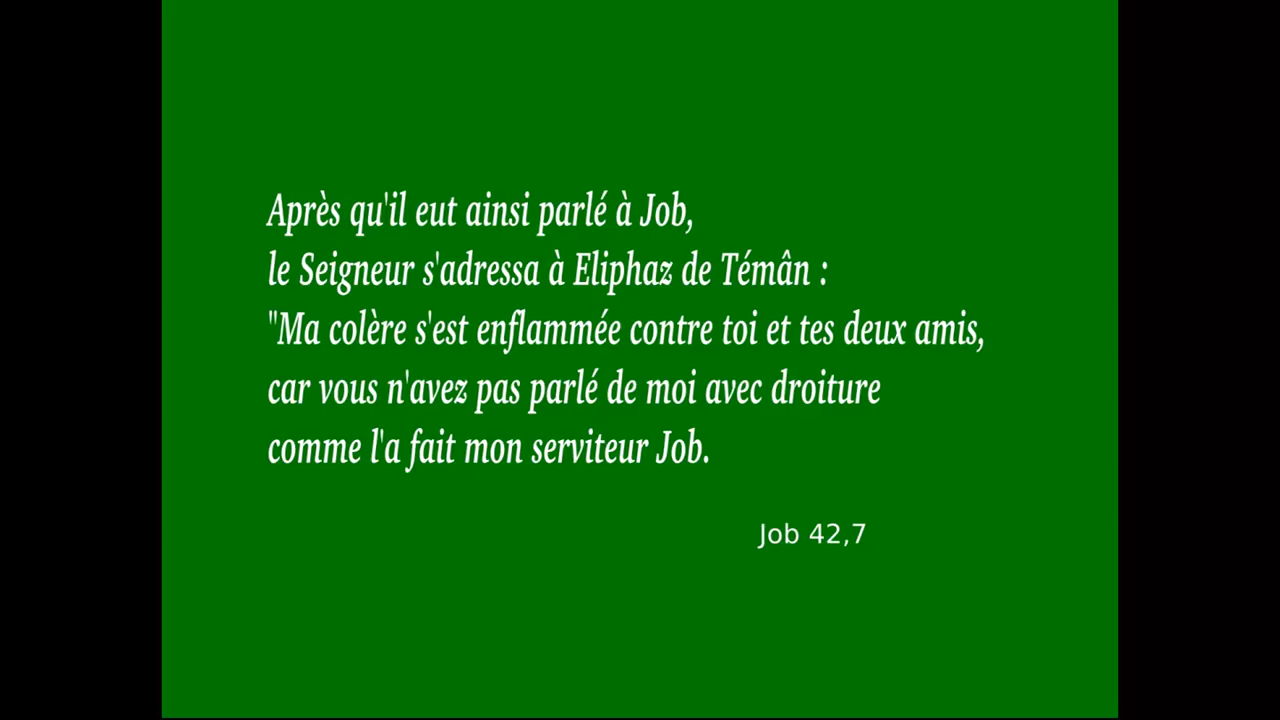 Après qu'il eut ainsi parlé à Job,
le Seigneur s'adressa à Eliphaz de Témân :
"Ma colère s'est enflammée contre toi et tes deux amis,
car vous n'avez pas parlé de moi avec droiture
comme l'a fait mon serviteur Job.
Job 42,7